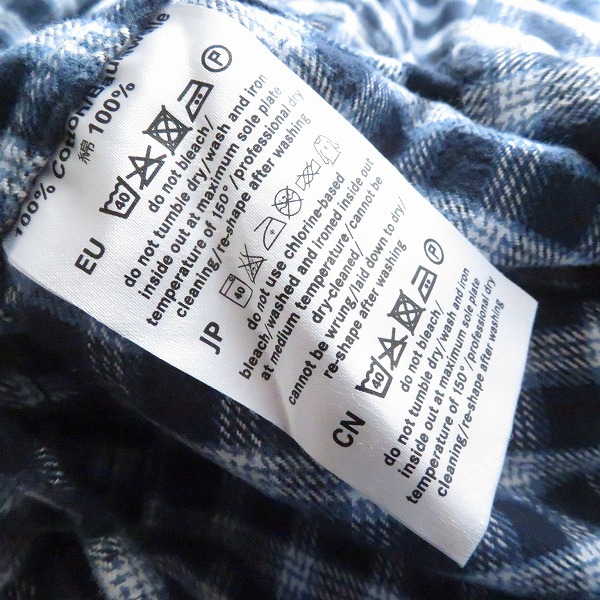 100% Cotton/
綿 100%
EU
40
P
do not bleach/
do not tumble dry/wash and iron
inside out at maximum sole plate
temperature of 150°/professional dry
cleaning/re-shape after washing
JP
40
do not use chlorine-based
bleach/washed and ironed inside out
at medium temperature/cannot be
dry-cleaned/
cannot be wrung/laid down to dry/
re-shape after washing
CN
40
P
do not bleach/
do not tumble dry/wash and iron
inside out at maximum sole plate
temperature of 150°/professional dry
cleaning/re-shape after washing